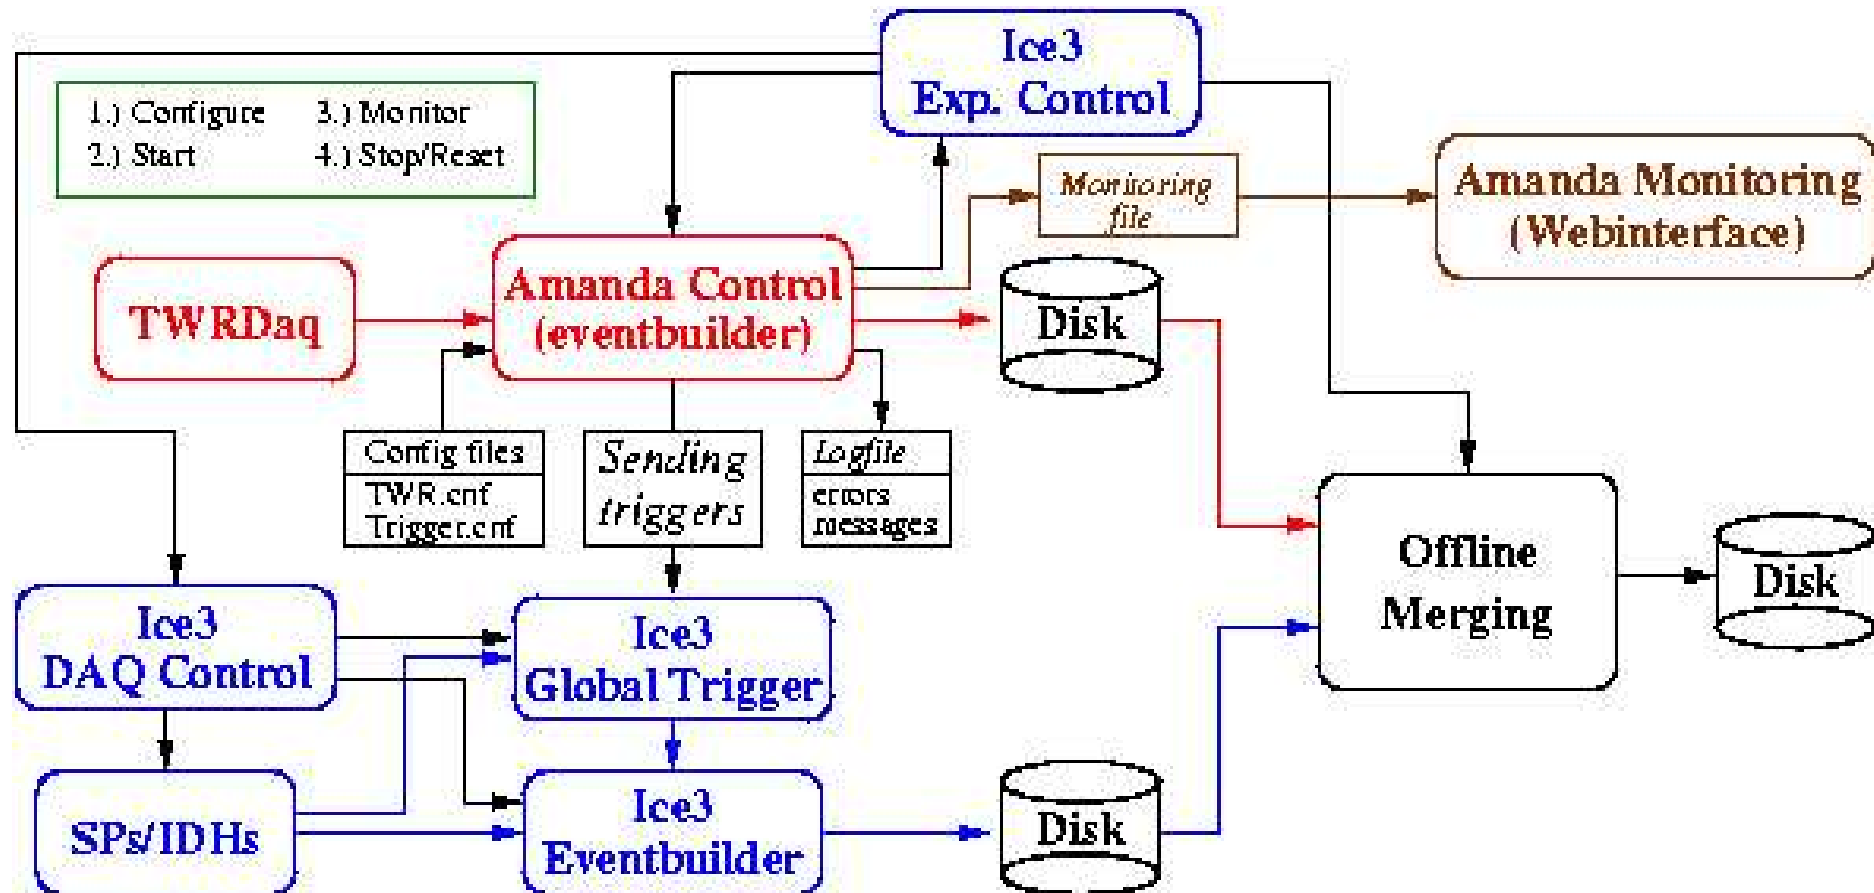 Ice3
Exp. Control
1.) Configure
3.) Monitor
2.) Start
4.) Stop/Reset
Monitoring
file
Amanda Monitoring
(Webinterface)
TWRDaq
Amanda Control
(eventbuilder)
Disk
Config files
TWR.cnf
Trigger.cnf
Sending
triggers
Logfile
errors
messages
Offline
Merging
Disk
Ice3
DAQ Control
Ice3
Global Trigger
SPs/IDHs
Ice3
Eventbuilder
Disk